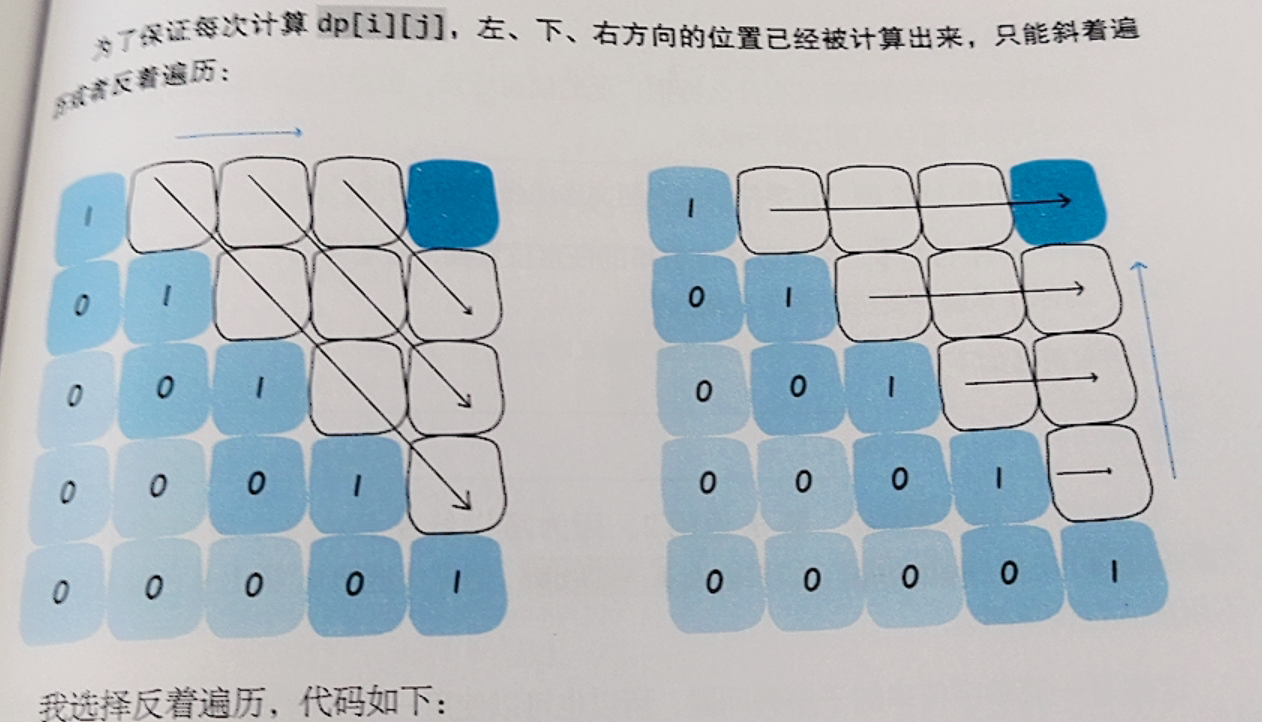 为了保证每次计算 dp[i][j]，左、下、右方向的位置已经被计算出来，只能斜着遍
历或者反着遍历：
1 1
0 1 0 1
0 0 1 0 0 1
0 0 0 1 0 0 0 1
0 0 0 0 1 0 0 0 0 1
我选择反着遍历，代码如下：